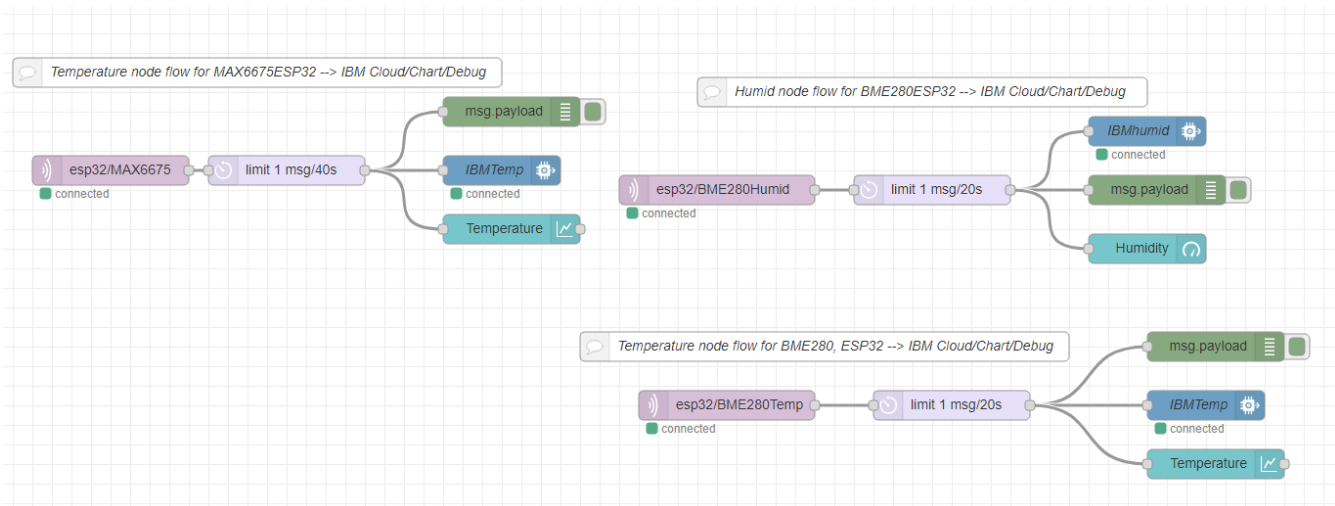 Temperature node flow for MAX6675ESP32 --> IBM Cloud/Chart/Debug
msg.payload
esp32/MAX6675
connected
limit 1 msg/40s
IBMTemp
connected
Temperature
Humid node flow for BME280ESP32 --> IBM Cloud/Chart/Debug
IBMhumid
connected
esp32/BME280Humid
connected
limit 1 msg/20s
msg.payload
Humidity
Temperature node flow for BME280, ESP32 --> IBM Cloud/Chart/Debug
msg.payload
esp32/BME280Temp
connected
limit 1 msg/20s
IBMTemp
connected
Temperature